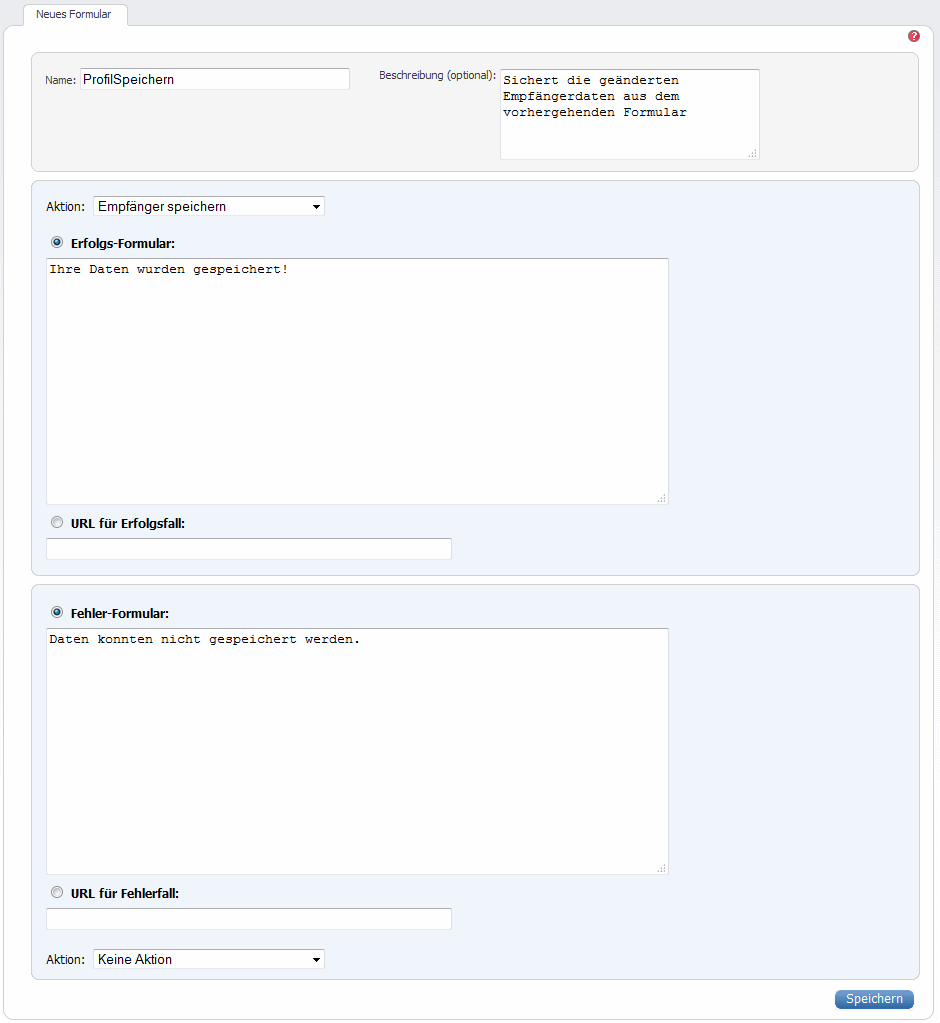 Neues Formular
?
Name: ProfilSpeichern
Beschreibung (optional): Sichert die geänderten
Empfängerdaten aus dem
vorhergehenden Formular
Aktion: Empfänger speichern
Erfolgs-Formular:
Ihre Daten wurden gespeichert!
URL für Erfolgsfall:
Fehler-Formular:
Daten konnten nicht gespeichert werden.
URL für Fehlerfall:
Aktion: Keine Aktion
Speichern